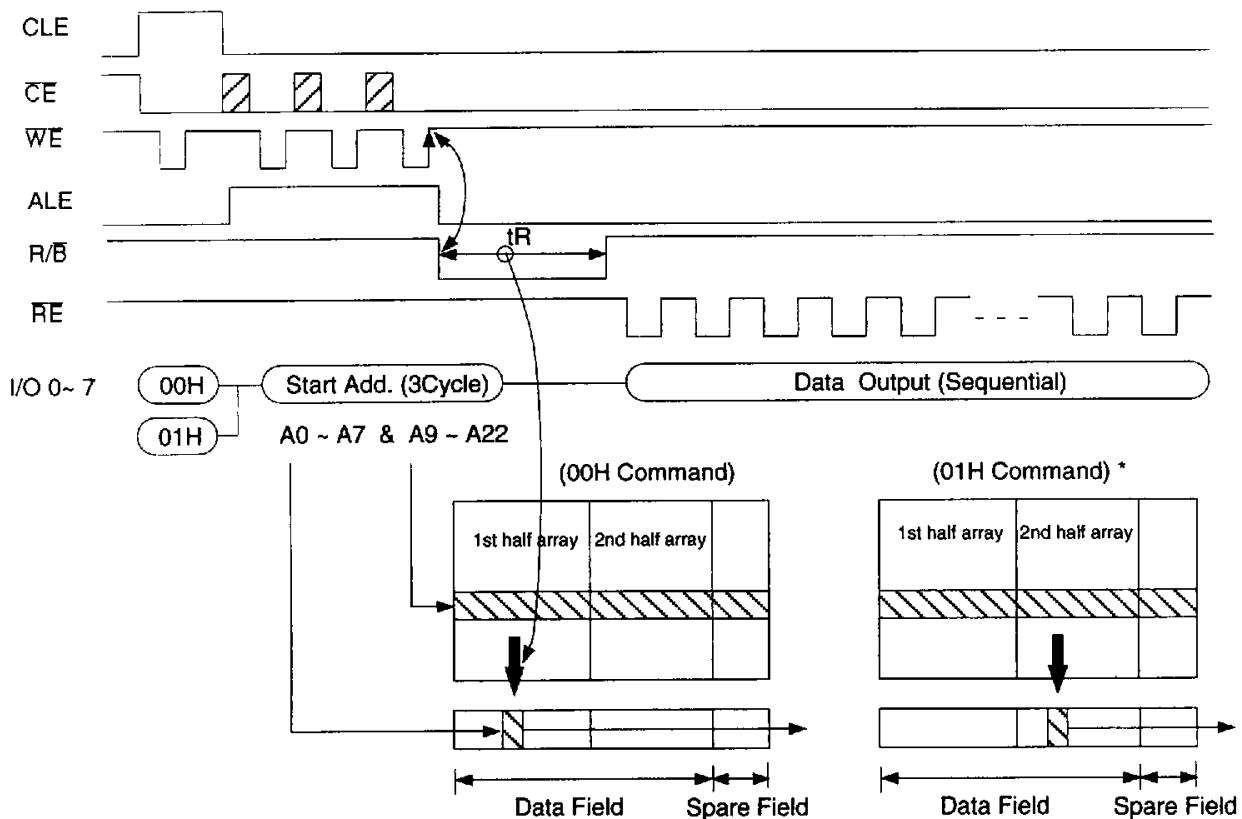 CLE
CE
WE
ALE
R/B
tR
RE
I/O 0~ 7
00H
Start Add. (3Cycle)
Data Output (Sequential)
01H
A0 ~ A7 & A9 ~ A22
(00H Command)
(01H Command) *
1st half array
2nd half array
1st half array
2nd half array
Data Field
Spare Field
Data Field
Spare Field